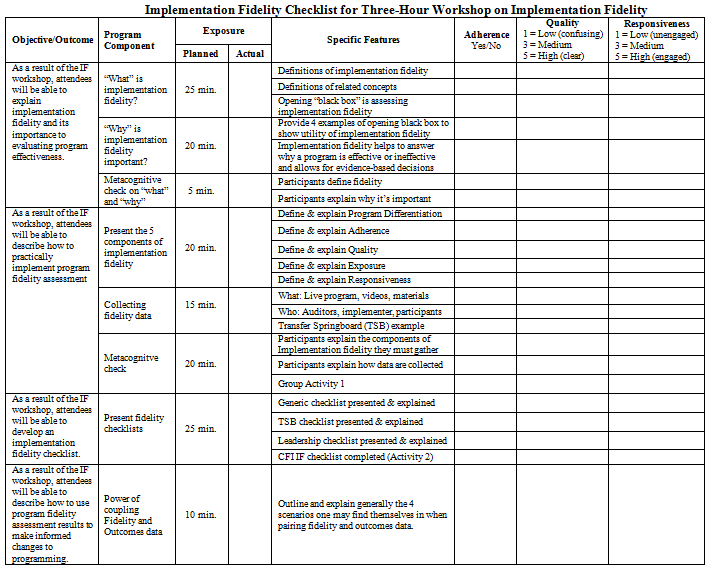 Implementation Fidelity Checklist for Three-Hour Workshop on Implementation Fidelity
Objective/Outcome
Program
Component
Exposure
Planned
Actual
Specific Features
Adherence
Yes/No
Quality
1 = Low (confusing)
3 = Medium
5 = High (clear)
Responsiveness
1 = Low (unengaged)
3 = Medium
5 = High (engaged)
As a result of the IF
workshop, attendees
will be able to
explain
implementation
fidelity and its
importance to
evaluating program
effectiveness.
“What” is
implementation
fidelity?
25 min.
Definitions of implementation fidelity
Definitions of related concepts
Opening “black box” is assessing
implementation fidelity
“Why” is
implementation
fidelity
important?
20 min.
Provide 4 examples of opening black box to
show utility of implementation fidelity
Implementation fidelity helps to answer
why a program is effective or ineffective
and allows for evidence-based decisions
Metacognitive
check on “what”
and “why”
5 min.
Participants define fidelity
Participants explain why it’s important
As a result of the IF
workshop, attendees
will be able to
describe how to
practically
implement program
fidelity assessment
Present the 5
components of
implementation
fidelity
20 min.
Define & explain Program Differentiation
Define & explain Adherence
Define & explain Quality
Define & explain Exposure
Define & explain Responsiveness
Collecting
fidelity data
15 min.
What: Live program, videos, materials
Who: Auditors, implementer, participants
Transfer Springboard (TSB) example
Metacognitve
check
20 min.
Participants explain the components of
Implementation fidelity they must gather
Participants explain how data are collected
Group Activity 1
As a result of the IF
workshop, attendees
will be able to
develop an
implementation
fidelity checklist.
Present fidelity
checklists
25 min.
Generic checklist presented & explained
TSB checklist presented & explained
Leadership checklist presented & explained
CFI IF checklist completed (Activity 2)
As a result of the IF
workshop, attendees
will be able to
describe how to use
program fidelity
assessment results to
make informed
changes to
programming.
Power of
coupling
Fidelity and
Outcomes data
10 min.
Outline and explain generally the 4
scenarios one may find themselves in when
pairing fidelity and outcomes data.